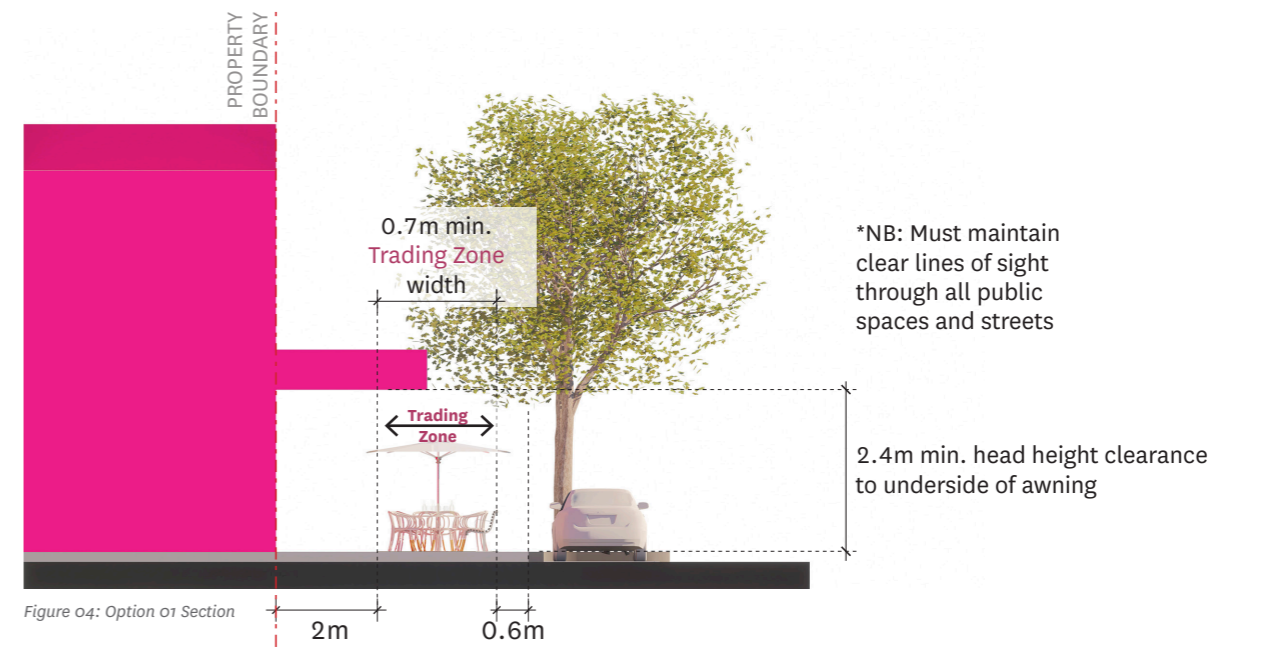 PROPERTY
BOUNDARY
0.7m min.
Trading Zone
width
*NB: Must maintain
clear lines of sight
through all public
spaces and streets
Trading
Zone
2.4m min. head height clearance
to underside of awning
Figure 04: Option 01 Section
2m
0.6m